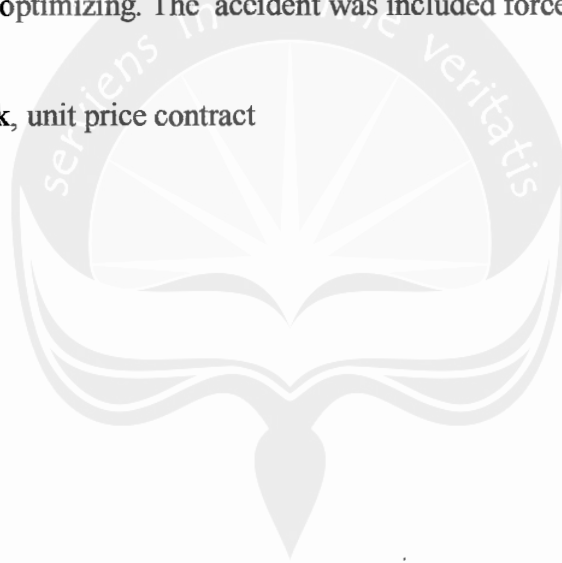 optimizing. The accident was included force
k, unit price contract
serviens in lumine veritatis